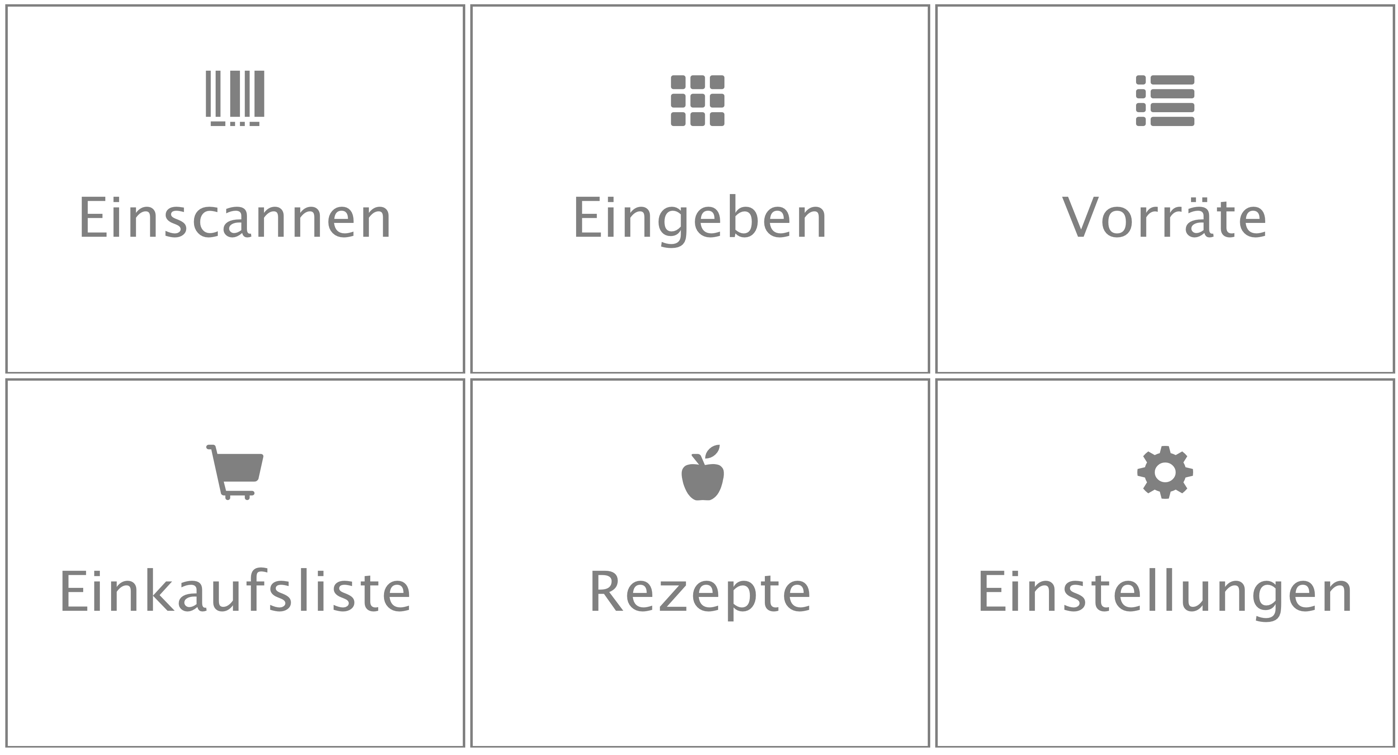 Einscannen
Eingeben
Vorräte
Einkaufsliste
Rezepte
Einstellungen